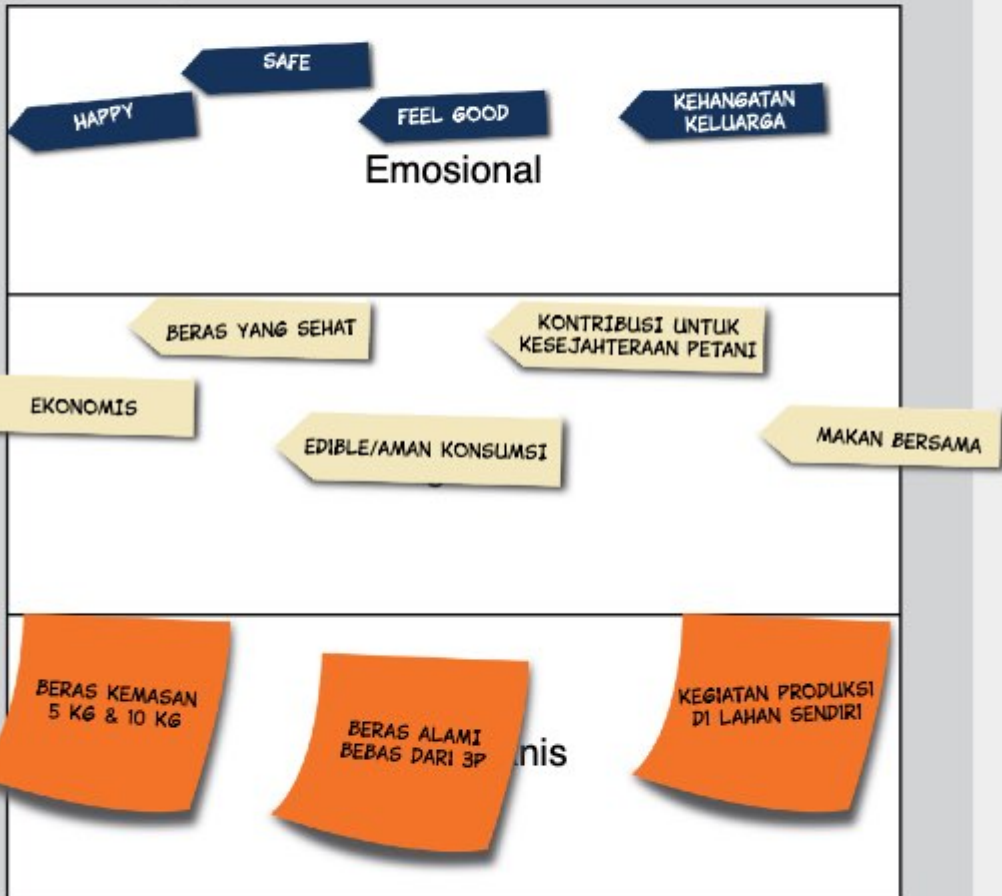 SAFE
HAPPY
FEEL GOOD
KEHANGATAN
KELUARGA
Emosional
BERAS YANG SEHAT
KONTRIBUSI UNTUK
KESEJAHTERAAN PETANI
EKONOMIS
EDIBLE/AMAN KONSUMSI
MAKAN BERSAMA
BERAS KEMASAN
5 KG & 10 KG
BERAS ALAMI
BEBAS DARI 3P
nis
KEGIATAN PRODUKSI
DI LAHAN SENDIRI